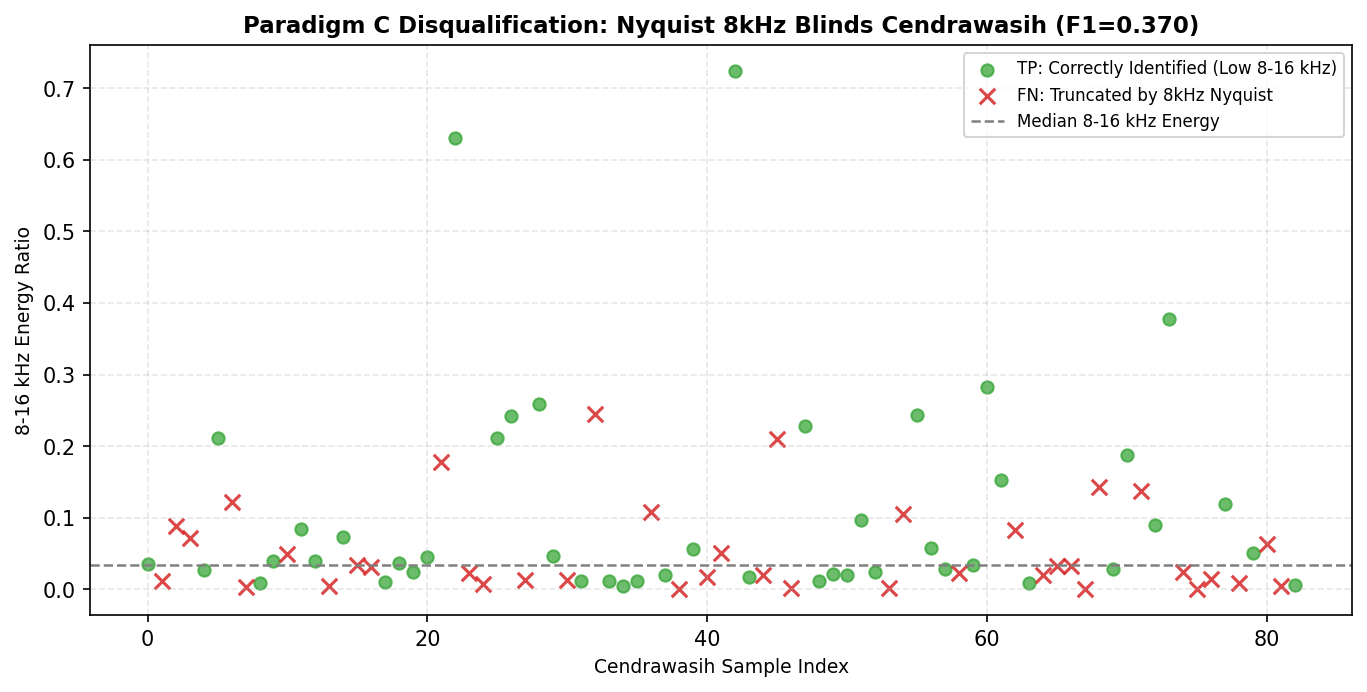 Paradigm C Disqualification: Nyquist 8kHz Blinds Cendrawasih (F1=0.370)
TP: Correctly Identified (Low 8-16 kHz)
FN: Truncated by 8kHz Nyquist
Median 8-16 kHz Energy
8-16 kHz Energy Ratio
0.7
0.6
0.5
0.4
0.3
0.2
0.1
0.0
0 20 40 60 80
Cendrawasih Sample Index